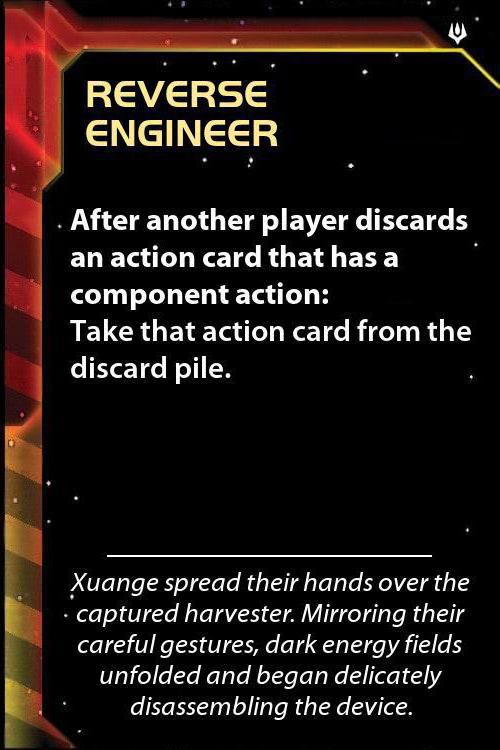 REVERSE
ENGINEER
After another player discards
an action card that has a
component action:
Take that action card from the
discard pile.
Xuange spread their hands over the
captured harvester. Mirroring their
careful gestures, dark energy fields
unfolded and began delicately
disassembling the device.